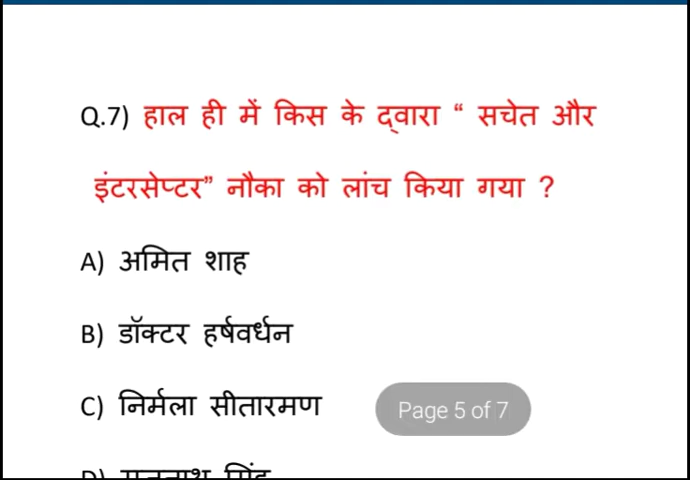 Q.7) हाल ही में किस के द्वारा “ सचेत और
इंटरसेप्टर” नौका को लांच किया गया ?
A) अमित शाह
B) डॉक्टर हर्षवर्धन
C) निर्मला सीतारमण
Page 5 of 7